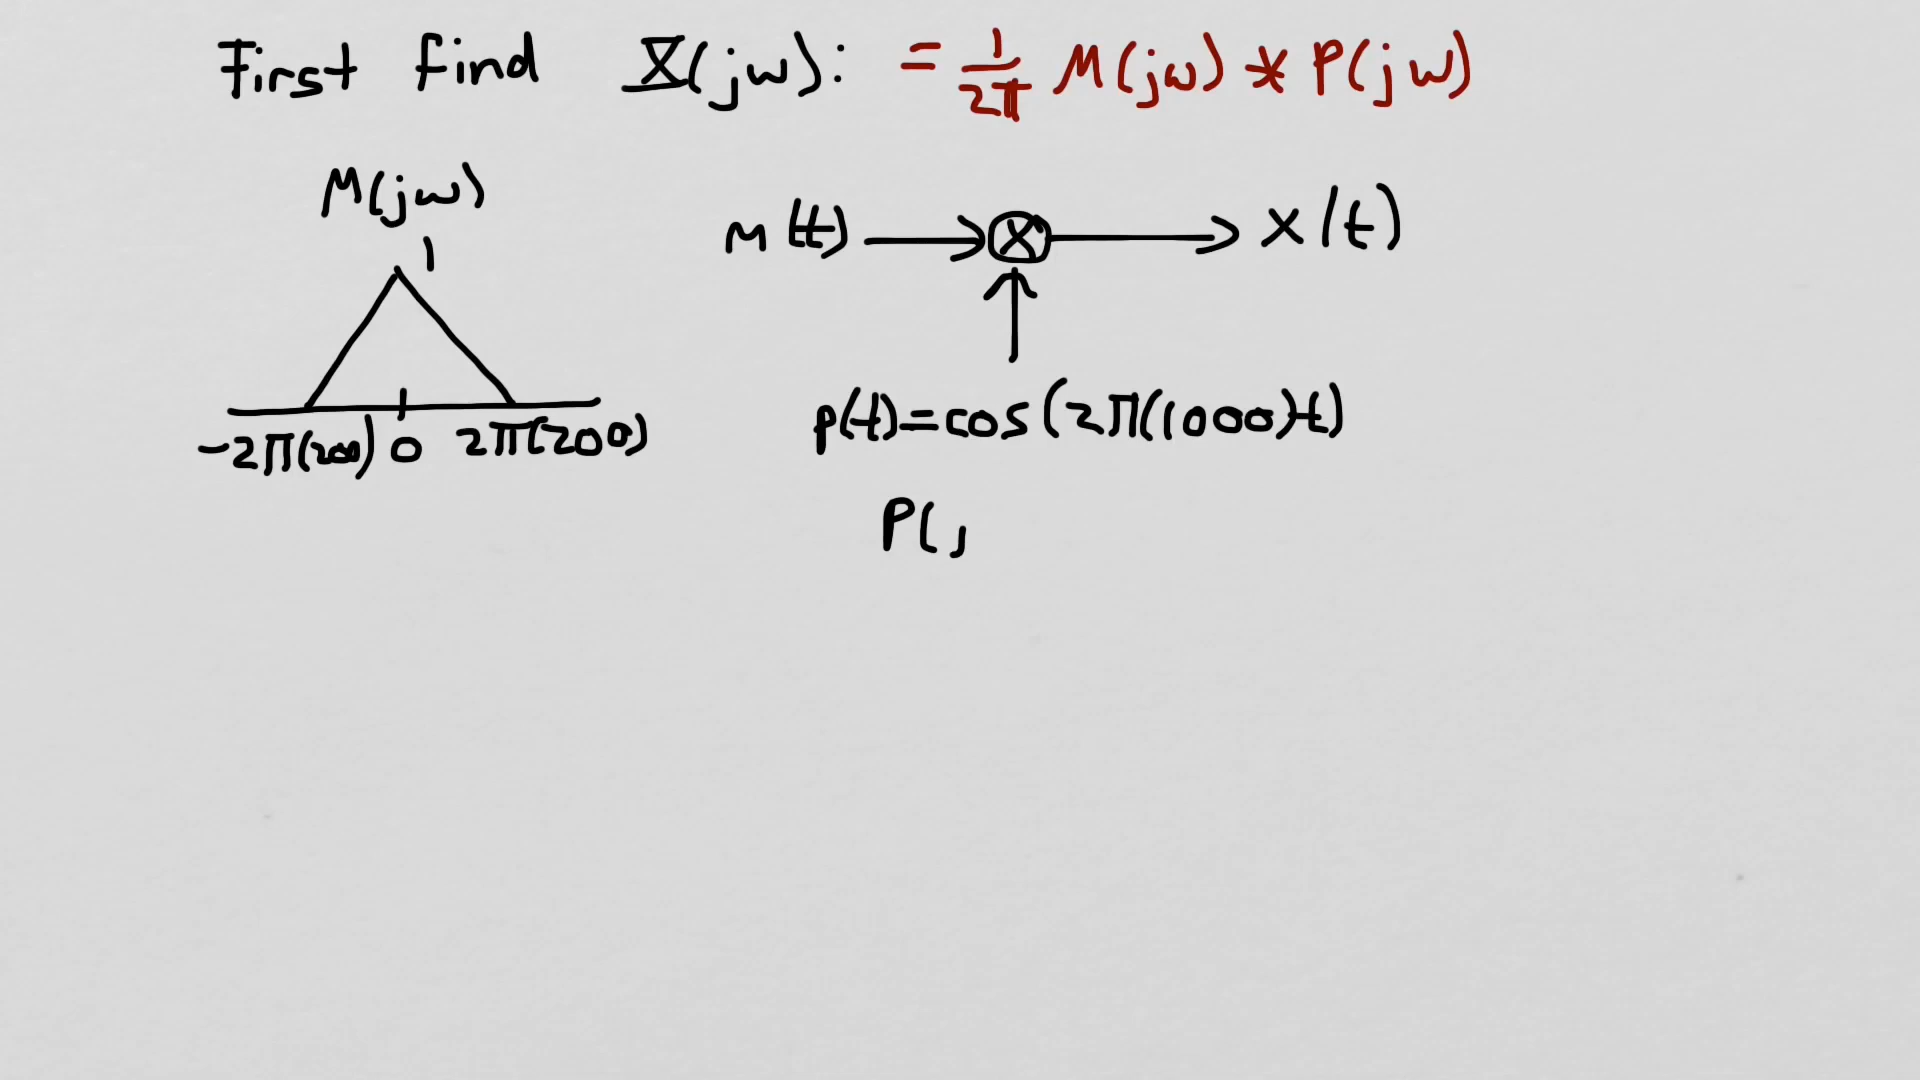 First find X(jw): = 1/2π M(jw) * P(jw)
M(jw)
1
m(t) → ⊗ → x(t)
p(t)=cos(2π(1000)t)
-2π(200) 0 2π(200)
P(j